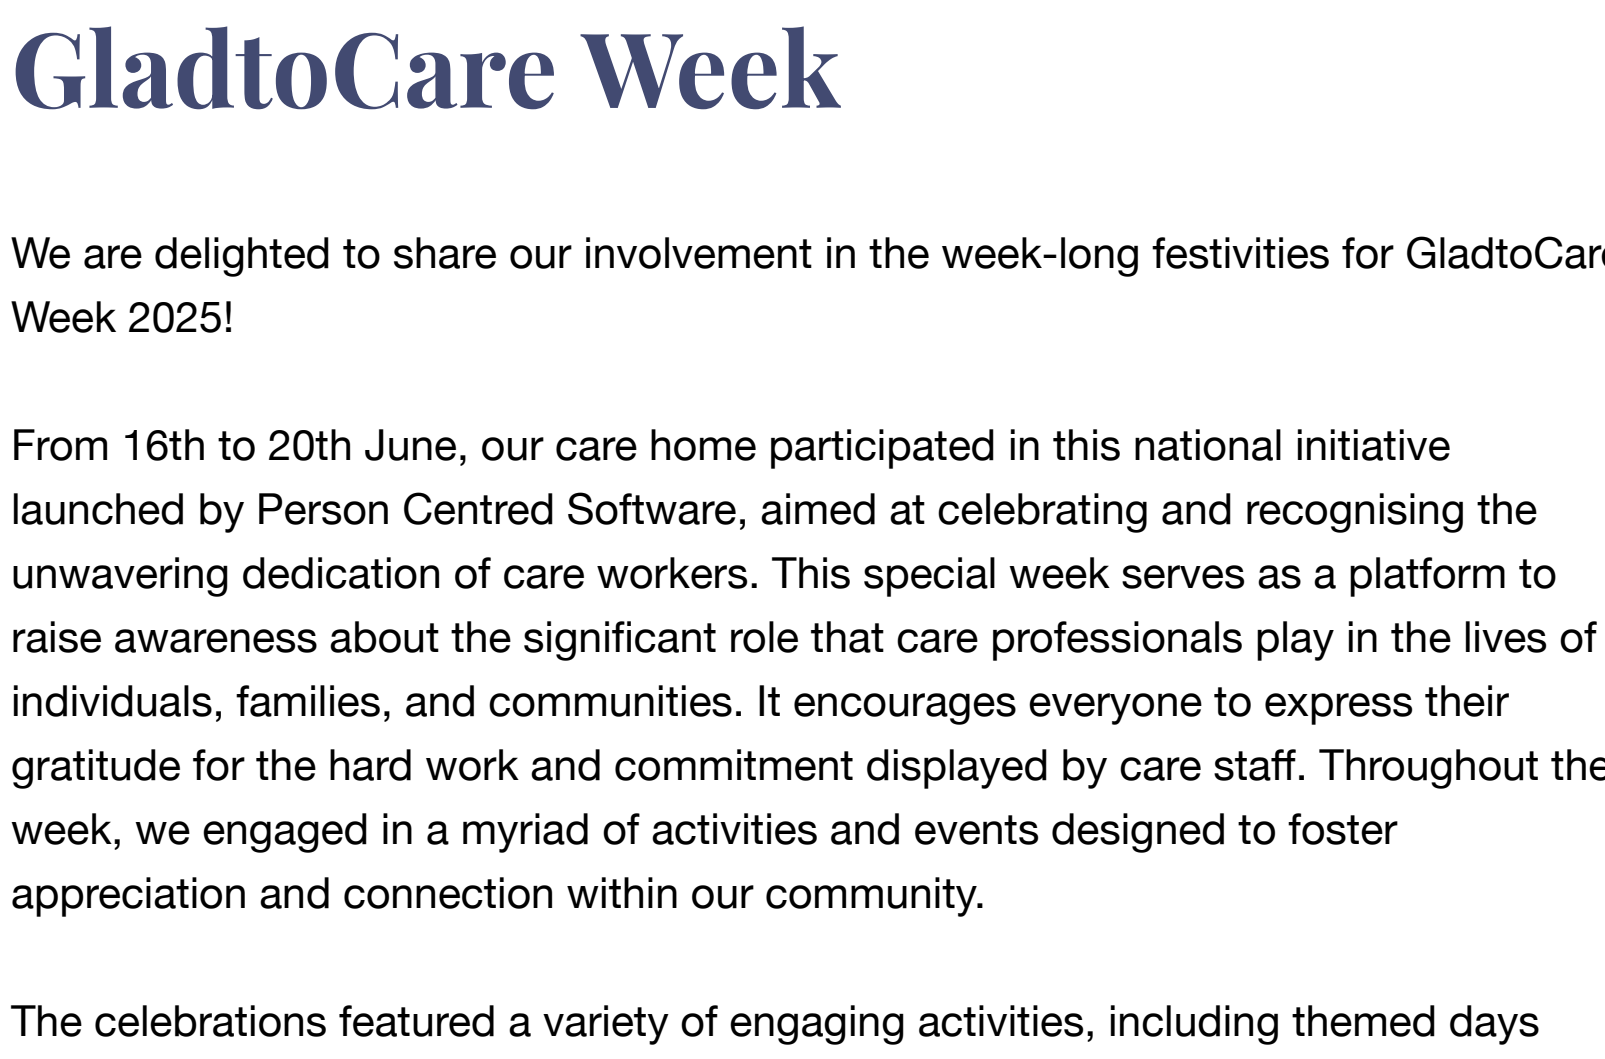 GladtoCare Week
We are delighted to share our involvement in the week-long festivities for GladtoCare
Week 2025!
From 16th to 20th June, our care home participated in this national initiative
launched by Person Centred Software, aimed at celebrating and recognising the
unwavering dedication of care workers. This special week serves as a platform to
raise awareness about the significant role that care professionals play in the lives of
individuals, families, and communities. It encourages everyone to express their
gratitude for the hard work and commitment displayed by care staff. Throughout the
week, we engaged in a myriad of activities and events designed to foster
appreciation and connection within our community.
The celebrations featured a variety of engaging activities, including themed days